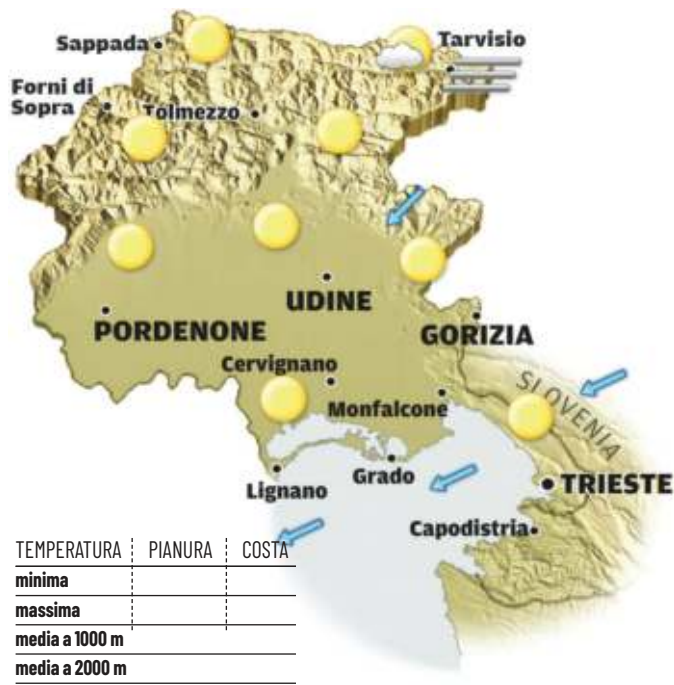 Sappada
Tarvisio
Forni di
Sopra
Tolmezzo
UDINE
PORDENONE
GORIZIA
Cervignano
SLOVENIA
Monfalcone
Grado
Lignano
TRIESTE
Capodistria
TEMPERATURA PIANURA COSTA
minima
massima
media a 1000 m
media a 2000 m